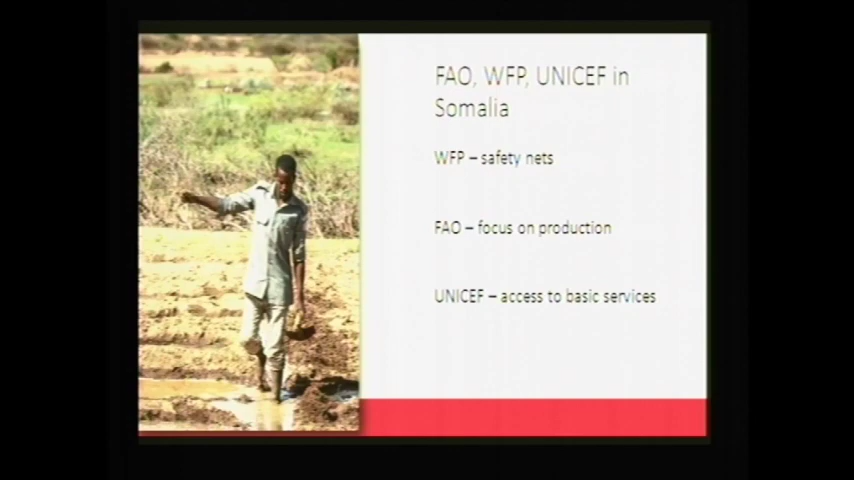 FAO, WFP, UNICEF in
Somalia
WFP – safety nets
FAO – focus on production
UNICEF – access to basic services